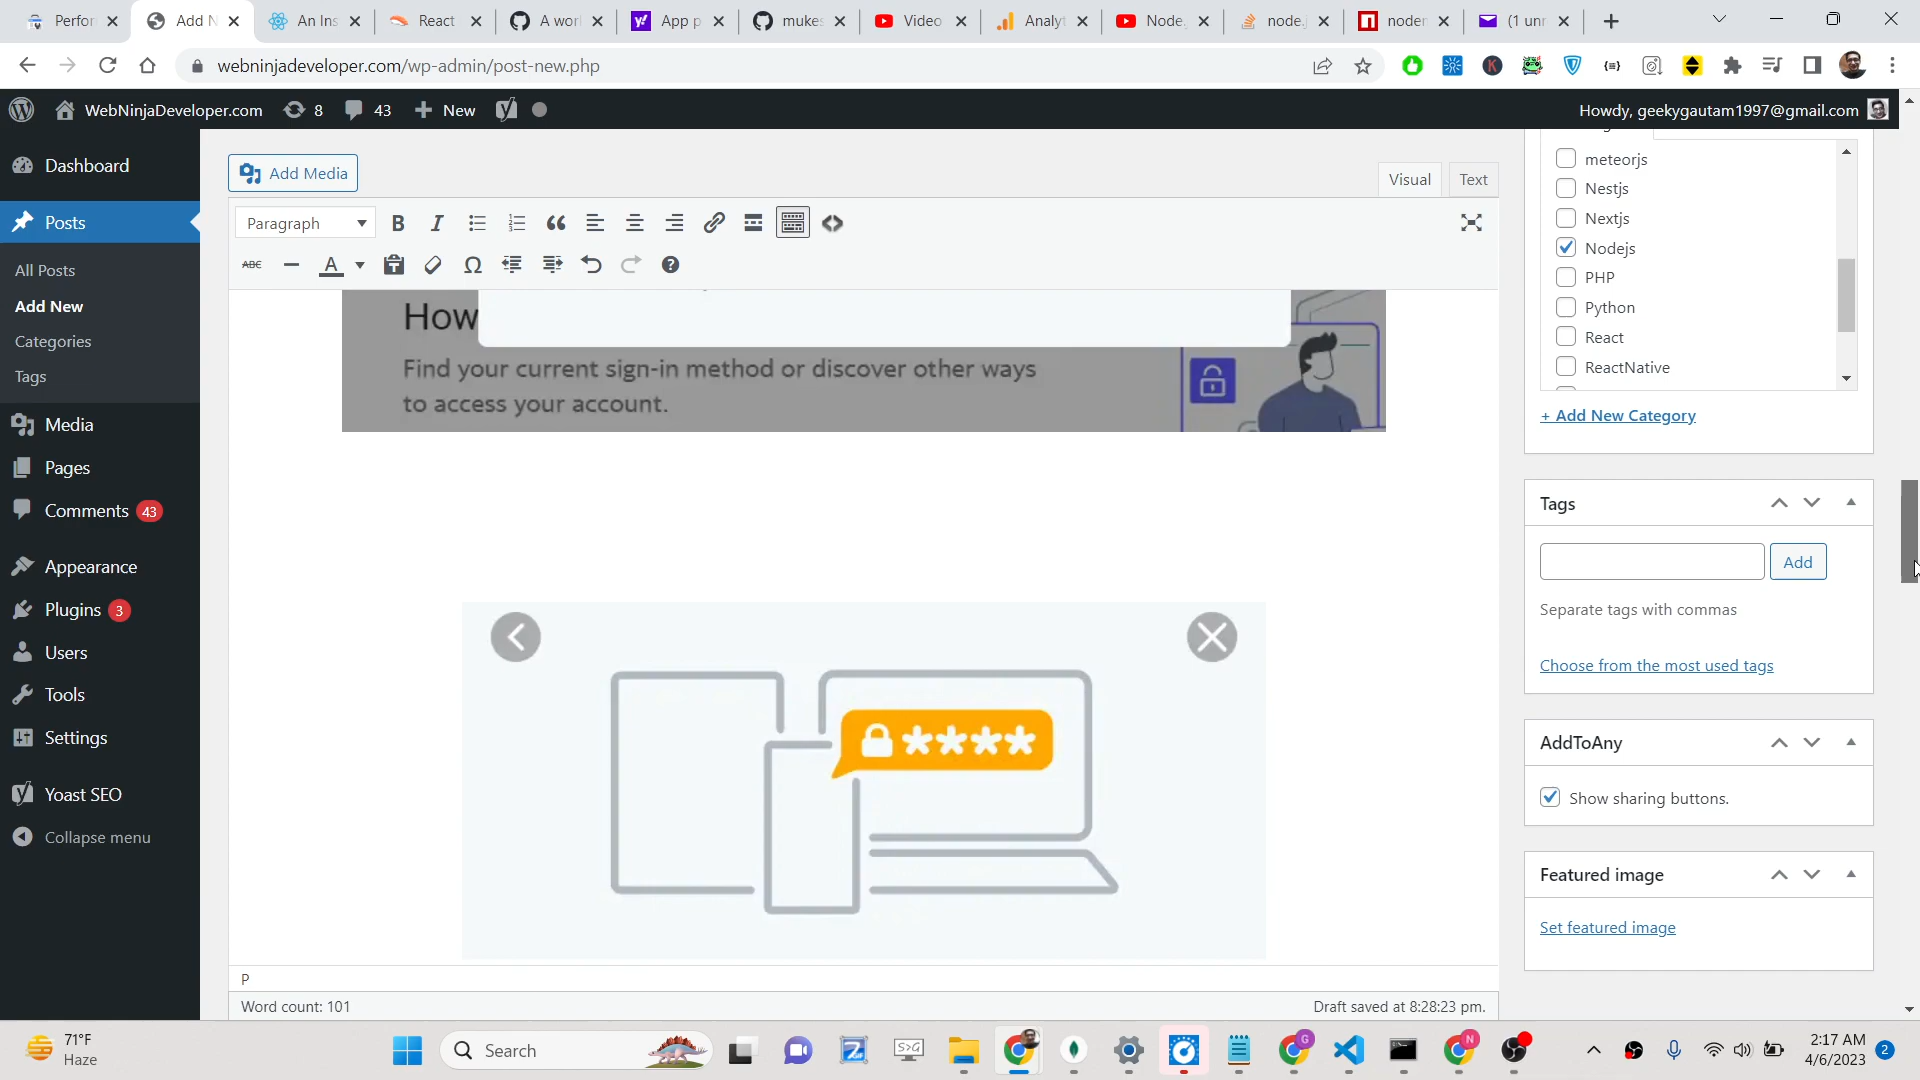 Perfor
Add N
An Ins
React
A wor
App p
mukes
Video
Analyt
Node.
node.j
noder
(1 unr
webninjadeveloper.com/wp-admin/post-new.php
WebNinjaDeveloper.com
8
43
New
Howdy, geekygautam1997@gmail.com
Dashboard
Posts
All Posts
Add New
Categories
Tags
Media
Pages
Comments 43
Appearance
Plugins 3
Users
Tools
Settings
Yoast SEO
Collapse menu
Add Media
Visual
Text
Paragraph
B
I
ABC
A
Ω
How
Find your current sign-in method or discover other ways
to access your account.
****
P
Word count: 101
Draft saved at 8:28:23 pm.
meteorjs
Nestjs
Nextjs
Nodejs
PHP
Python
React
ReactNative
+ Add New Category
Tags
Add
Separate tags with commas
Choose from the most used tags
AddToAny
Show sharing buttons.
Featured image
Set featured image
71°F
Haze
Search
2:17 AM
4/6/2023
2